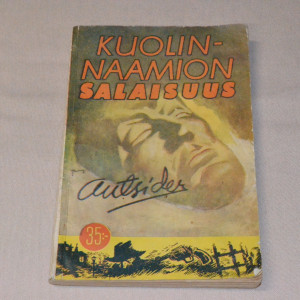 KUOLIN-
NAAMION
SALAISUUS
Outsider
35:-